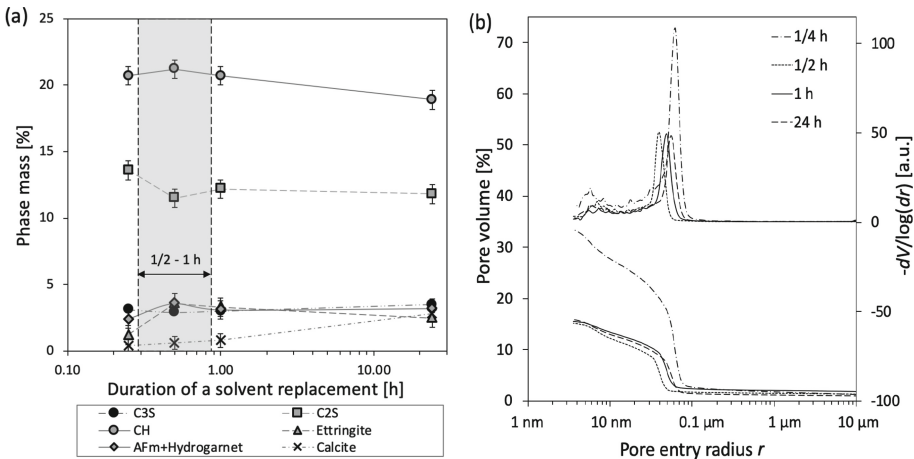 (a)
25
20
15
10
5
0
Phase mass [%]
1/2 - 1 h
0.10
1.00
10.00
Duration of a solvent replacement [h]
C3S
C2S
CH
Ettringite
AFm+Hydrogarnet
Calcite
(b)
70
60
50
40
30
20
10
0
Pore volume [%]
1/4 h
1/2 h
1 h
24 h
100
50
0
-50
-100
-dV/log(dr) [a.u.]
1 nm
10 nm
0.1 µm
1 µm
10 µm
Pore entry radius r